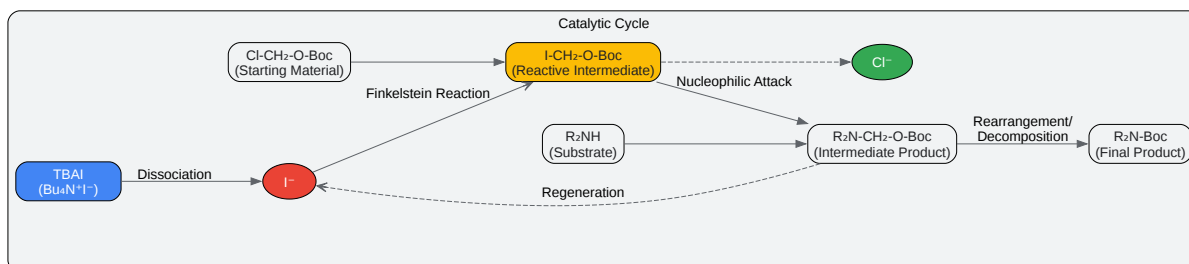 Catalytic Cycle
Cl-CH₂-O-Boc
(Starting Material)
I-CH₂-O-Boc
(Reactive Intermediate)
Cl⁻
Nucleophilic Attack
Finkelstein Reaction
R₂NH
(Substrate)
R₂N-CH₂-O-Boc
(Intermediate Product)
Rearrangement/
Decomposition
R₂N-Boc
(Final Product)
TBAI
(Bu₄N⁺I⁻)
Dissociation
I⁻
Regeneration